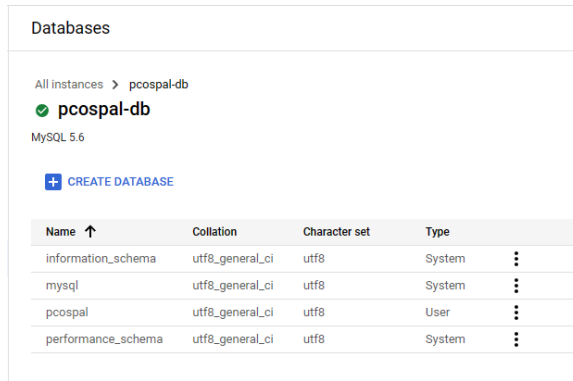 Databases
All instances > pcospal-db
pcospal-db
MySQL 5.6
CREATE DATABASE
Name Collation Character set Type
information_schema utf8_general_ci utf8 System
mysql utf8_general_ci utf8 System
pcospal utf8_general_ci utf8 User
performance_schema utf8_general_ci utf8 System